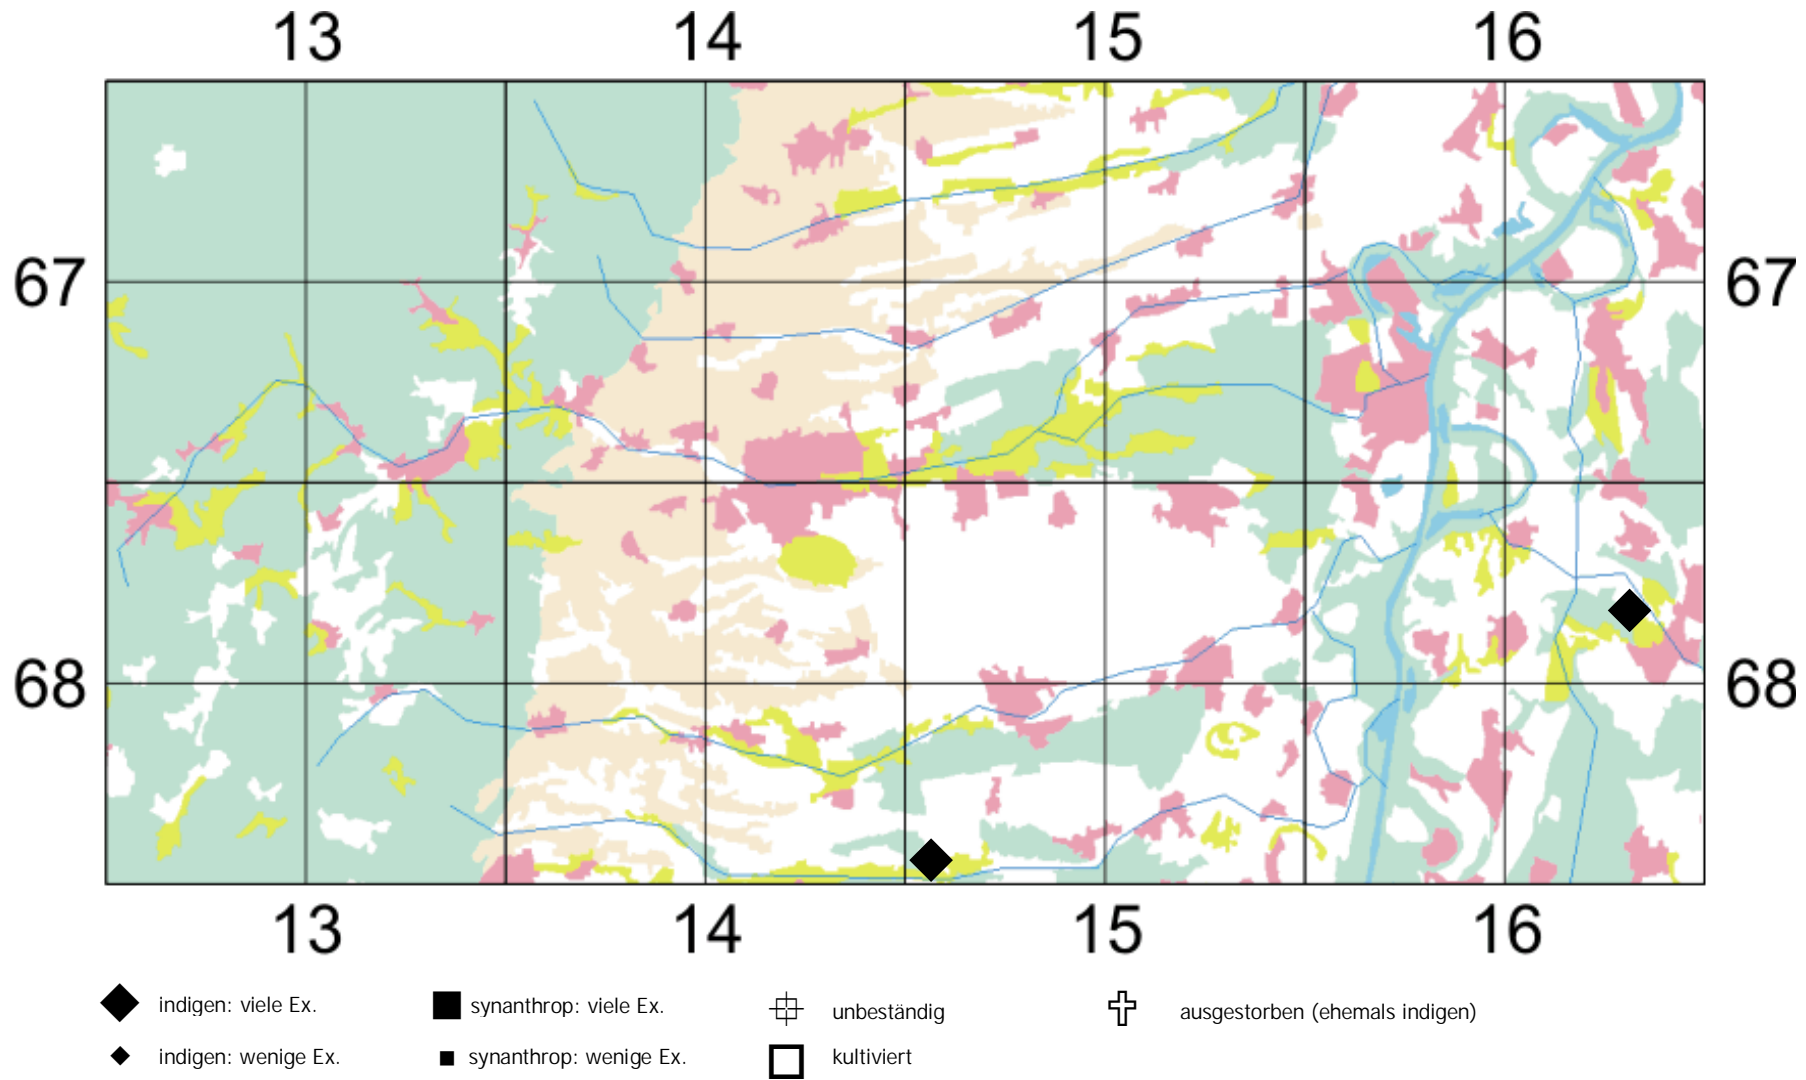 13 14 15 16
67 67
68 68
13 14 15 16
indigen: viele Ex. synanthrop: viele Ex. unbeständig ausgestorben (ehemals indigen)
indigen: wenige Ex. synanthrop: wenige Ex. kultiviert